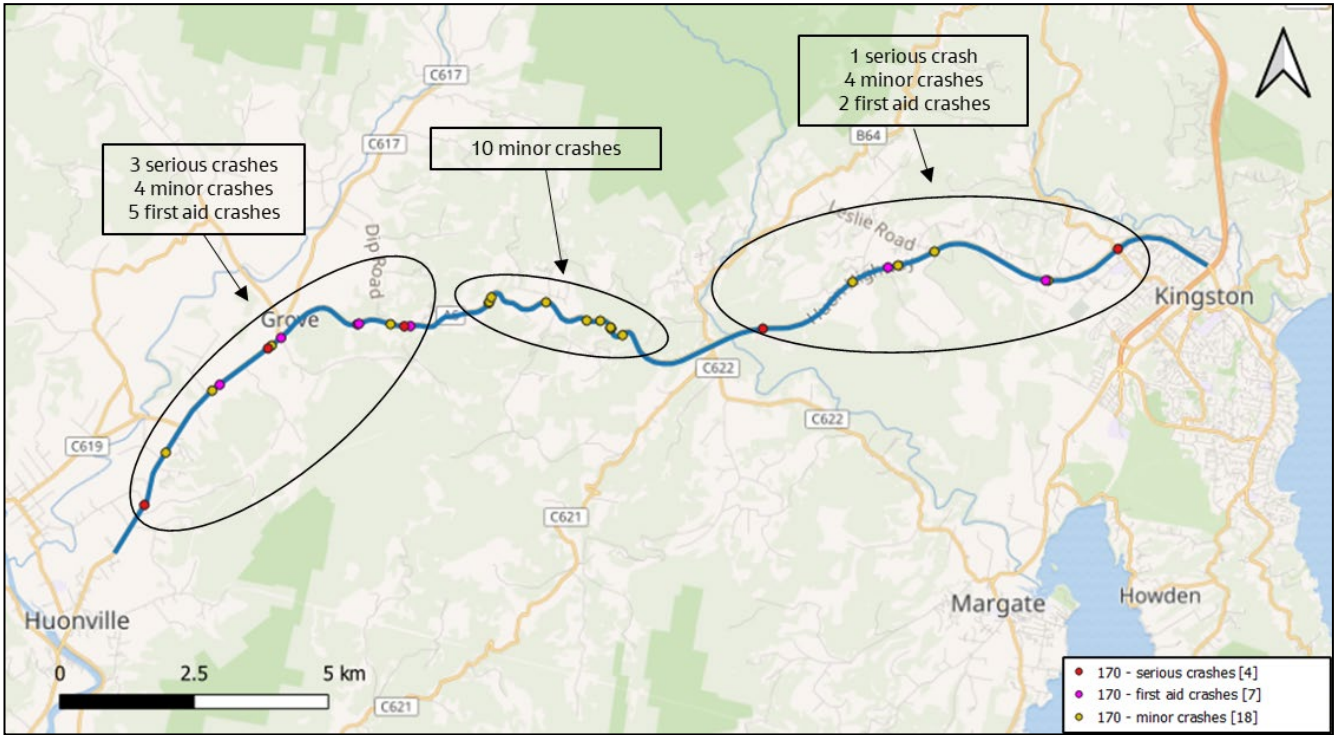 C617
1 serious crash
4 minor crashes
2 first aid crashes
B64
C617
10 minor crashes
3 serious crashes
4 minor crashes
5 first aid crashes
Leslie Road
Dip Road
Grove
Kingston
C622
C622
C619
C621
Margate
Howden
Huonville
0 2.5 5 km
C621
170 - serious crashes [4]
170 - first aid crashes [7]
170 - minor crashes [18]